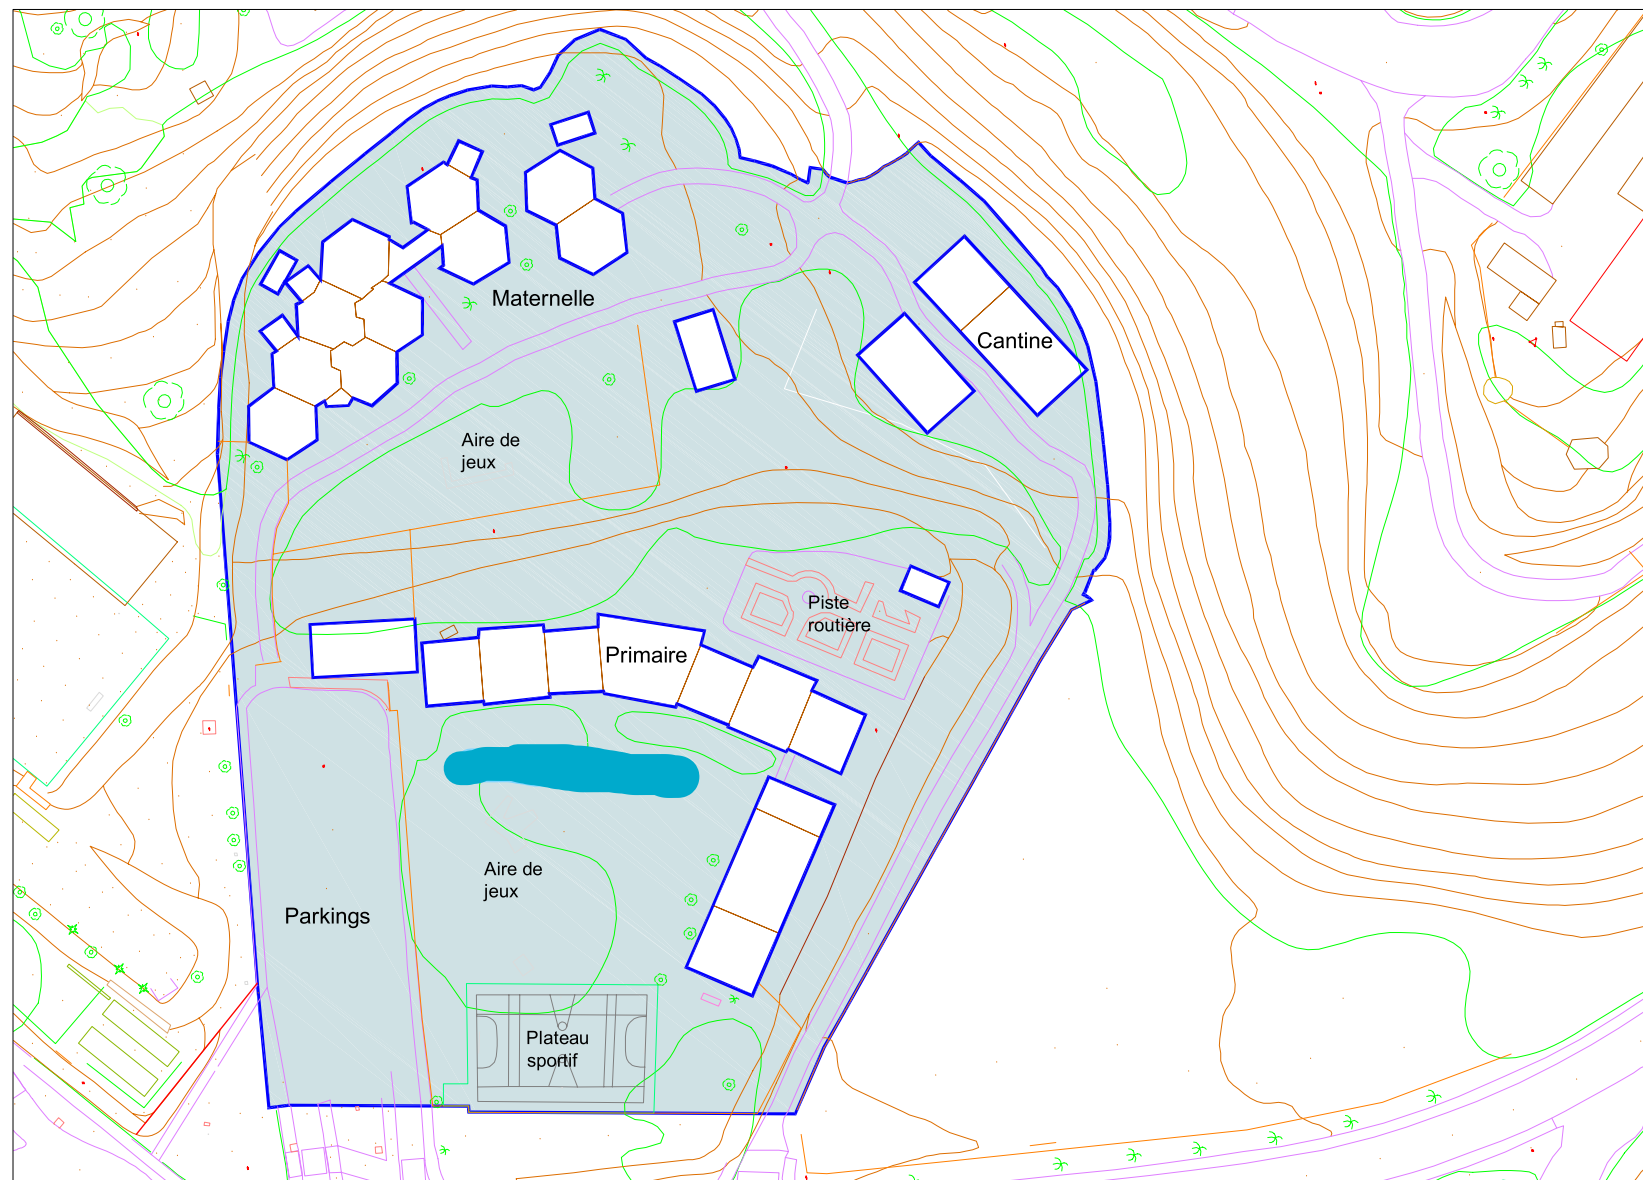 Maternelle
Cantine
Aire de
jeux
Piste
routière
Primaire
Aire de
jeux
Parkings
Plateau
sportif